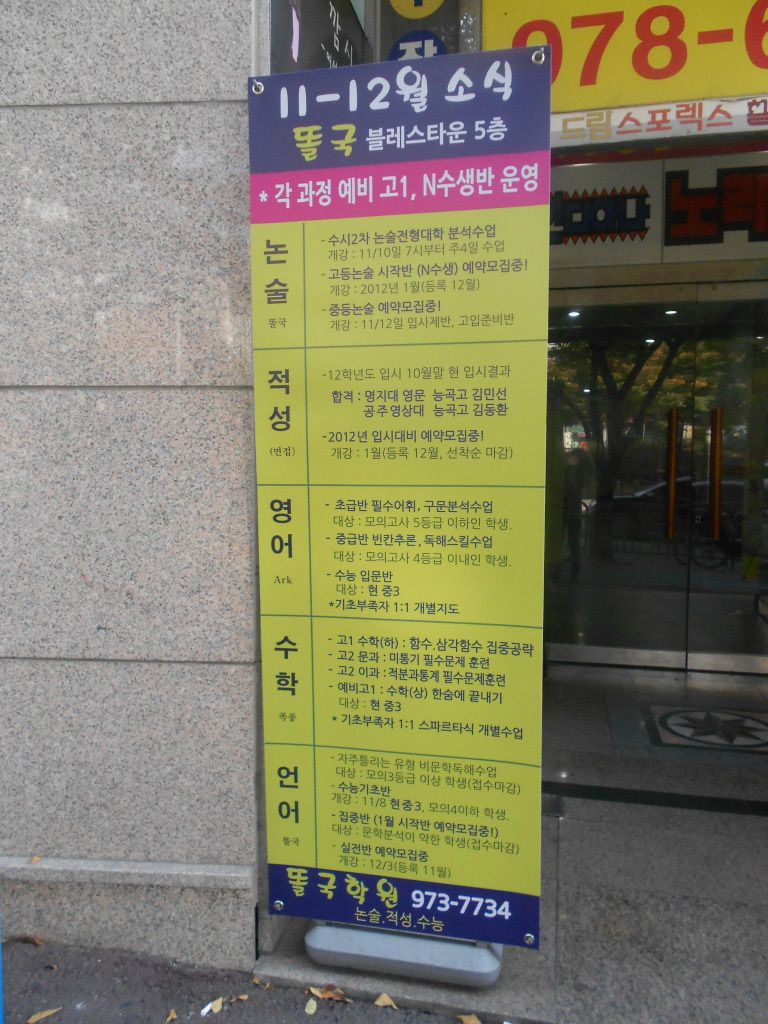 978-6
드림스포렉스
노래
11-12월 소식
똘국 블레스타운 5층
* 각 과정 예비 고1, N수생반 운영
논술
똘국
- 수시2차 논술전형대학 분석수업
개강 : 11/10일 7시부터 주4일 수업
- 고등논술 시작반 (N수생) 예약모집중!
개강 : 2012년 1월(등록 12월)
- 중등논술 예약모집중!
개강 : 11/12일 입사제반, 고입준비반
적성
(면접)
-12학년도 입시 10월말 현 입시결과
합격 : 명지대 영문 능곡고 김민선
공주영상대 능곡고 김동환
-2012년 입시대비 예약모집중!
개강 : 1월(등록 12월, 선착순 마감)
영어
Ark
- 초급반 필수어휘, 구문분석수업
대상 : 모의고사 5등급 이하인 학생.
- 중급반 빈칸추론, 독해스킬수업
대상 : 모의고사 4등급 이내인 학생.
- 수능 입문반
대상 : 현 중3
*기초부족자 1:1 개별지도
수학
폭풍
- 고1 수학(하) : 함수.삼각함수 집중공략
- 고2 문과 : 미통기 필수문제 훈련
- 고2 이과 : 적분과통계 필수문제훈련
- 예비고1 : 수학(상) 한숨에 끝내기
대상 : 현 중3
* 기초부족자 1:1 스파르타식 개별수업
언어
똘국
- 자주틀리는 유형 비문학독해수업
대상 : 모의3등급 이상 학생(접수마감)
- 수능기초반
개강 : 11/8 현 중3, 모의4이하 학생.
- 집중반 (1월 시작반 예약모집중!)
대상 : 문학분석이 약한 학생(접수마감)
- 실전반 예약모집중
개강 : 12/3(등록 11월)
똘국학원 973-7734
논술.적성.수능